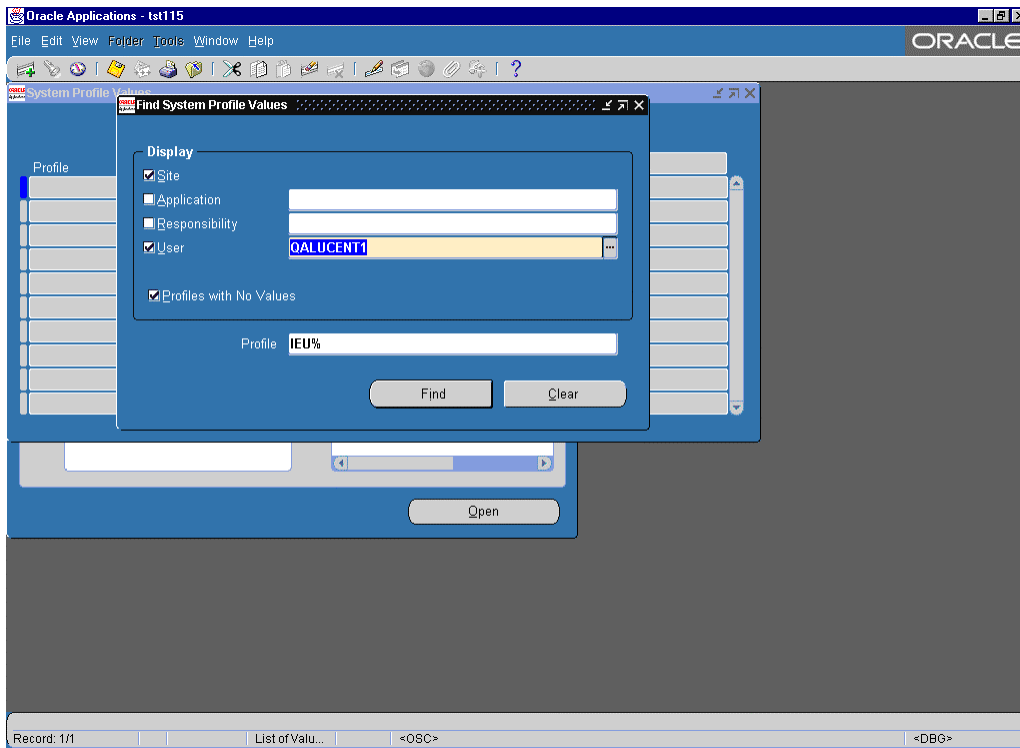 Oracle Applications - tst115
File Edit View Folder Tools Window Help
ORACLE
System Profile Values
Find System Profile Values
Display
Profile
Site
Application
Responsibility
User QALUCENT1
Profiles with No Values
Profile IEU%
Find Clear
Open
Record: 1/1 List of Valu... <OSC> <DBG>